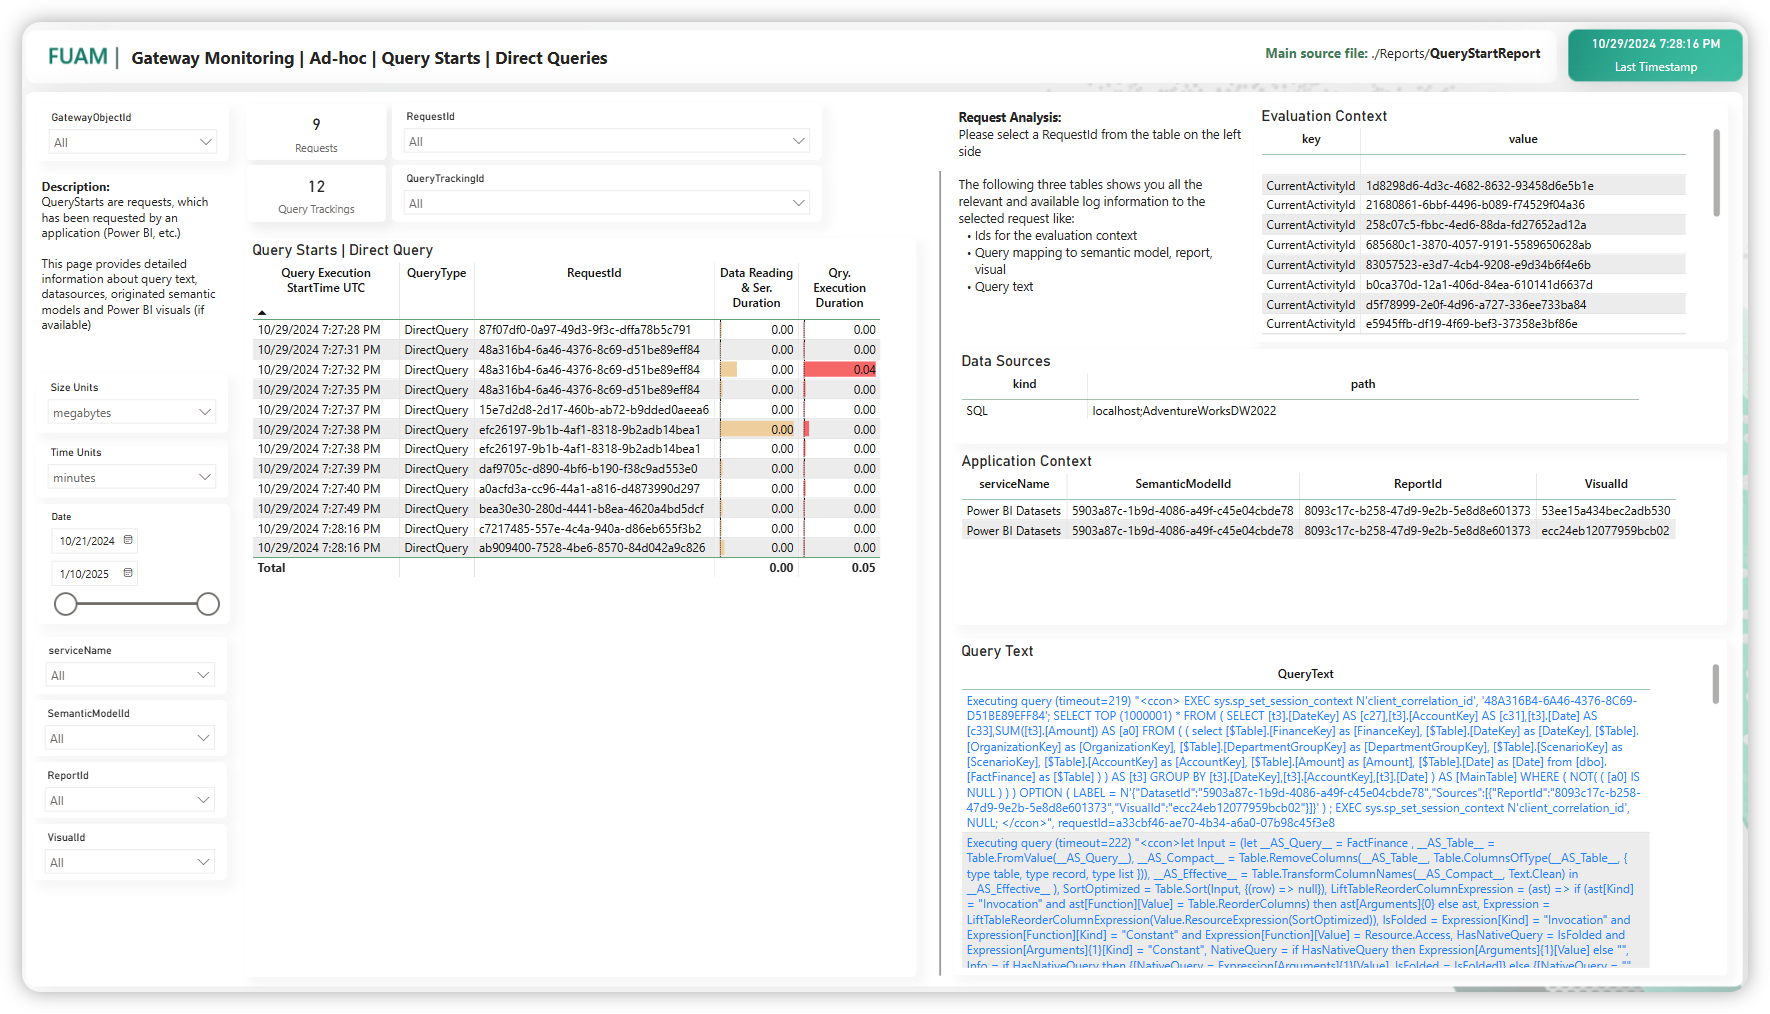 FUAM | Gateway Monitoring | Ad-hoc | Query Starts | Direct Queries
Main source file: ./Reports/QueryStartReport
10/29/2024 7:28:16 PM
Last Timestamp
GatewayObjectId
All
Description:
QueryStarts are requests, which
has been requested by an
application (Power BI, etc.)
This page provides detailed
information about query text,
datasources, originated semantic
models and Power BI visuals (if
available)
Size Units
megabytes
Time Units
minutes
Date
10/21/2024
1/10/2025
serviceName
All
SemanticModelId
All
ReportId
All
VisualId
All
9
Requests
12
Query Trackings
RequestId
All
QueryTrackingId
All
Query Starts | Direct Query
Query Execution StartTime UTC QueryType RequestId Data Reading & Ser. Duration Qry. Execution Duration
10/29/2024 7:27:28 PM DirectQuery 87f07df0-0a97-49d3-9f3c-dffa78b5c791 0.00 0.00
10/29/2024 7:27:31 PM DirectQuery 48a316b4-6a46-4376-8c69-d51be89eff84 0.00 0.00
10/29/2024 7:27:32 PM DirectQuery 48a316b4-6a46-4376-8c69-d51be89eff84 0.00 0.04
10/29/2024 7:27:35 PM DirectQuery 48a316b4-6a46-4376-8c69-d51be89eff84 0.00 0.00
10/29/2024 7:27:37 PM DirectQuery 15e7d2d8-2d17-460b-ab72-b9dded0aeea6 0.00 0.00
10/29/2024 7:27:38 PM DirectQuery efc26197-9b1b-4af1-8318-9b2adb14bea1 0.00 0.00
10/29/2024 7:27:38 PM DirectQuery efc26197-9b1b-4af1-8318-9b2adb14bea1 0.00 0.00
10/29/2024 7:27:39 PM DirectQuery daf9705c-d890-4bf6-b190-f38c9ad553e0 0.00 0.00
10/29/2024 7:27:40 PM DirectQuery a0acfd3a-cc96-44a1-a816-d4873990d297 0.00 0.00
10/29/2024 7:27:49 PM DirectQuery bea30e30-280d-4441-b8ea-4620a4bd5dcf 0.00 0.00
10/29/2024 7:28:16 PM DirectQuery c7217485-557e-4c4a-940a-d86eb655f3b2 0.00 0.00
10/29/2024 7:28:16 PM DirectQuery ab909400-7528-4be6-8570-84d042a9c826 0.00 0.00
Total 0.00 0.05
Request Analysis:
Please select a RequestId from the table on the left
side
The following three tables shows you all the
relevant and available log information to the
selected request like:
• Ids for the evaluation context
• Query mapping to semantic model, report,
visual
• Query text
Evaluation Context
key value
CurrentActivityId 1d8298d6-4d3c-4682-8632-93458d6e5b1e
CurrentActivityId 21680861-6bbf-4496-b089-f74529f04a36
CurrentActivityId 258c07c5-fbbc-4ed6-88da-fd27652ad12a
CurrentActivityId 685680c1-3870-4057-9191-5589650628ab
CurrentActivityId 83057523-e3d7-4cb4-9208-e9d34b6f4e6b
CurrentActivityId b0ca370d-12a1-406d-84ea-610141d6637d
CurrentActivityId d5f78999-2e0f-4d96-a727-336ee733ba84
CurrentActivityId e5945ffb-df19-4f69-bef3-37358e3bf86e
Data Sources
kind path
SQL localhost;AdventureWorksDW2022
Application Context
serviceName SemanticModelId ReportId VisualId
Power BI Datasets 5903a87c-1b9d-4086-a49f-c45e04cbde78 8093c17c-b258-47d9-9e2b-5e8d8e601373 53ee15a434bec2adb530
Power BI Datasets 5903a87c-1b9d-4086-a49f-c45e04cbde78 8093c17c-b258-47d9-9e2b-5e8d8e601373 ecc24eb12077959bcb02
Query Text
QueryText
Executing query (timeout=219) "<ccon> EXEC sys.sp_set_session_context N'client_correlation_id', '48A316B4-6A46-4376-8C69-
D51BE89EFF84'; SELECT TOP (1000001) * FROM ( SELECT [t3].[DateKey] AS [c27],[t3].[AccountKey] AS [c31],[t3].[Date] AS
[c33],SUM([t3].[Amount]) AS [a0] FROM ( ( select [$Table].[FinanceKey] as [FinanceKey], [$Table].[DateKey] as [DateKey], [$Table].
[OrganizationKey] as [OrganizationKey], [$Table].[DepartmentGroupKey] as [DepartmentGroupKey], [$Table].[ScenarioKey] as
[ScenarioKey], [$Table].[AccountKey] as [AccountKey], [$Table].[Amount] as [Amount], [$Table].[Date] as [Date] from [dbo].
[FactFinance] as [$Table] ) ) AS [t3] GROUP BY [t3].[DateKey],[t3].[AccountKey],[t3].[Date] ) AS [MainTable] WHERE ( NOT( ( [a0] IS
NULL ) ) ) OPTION ( LABEL = N'{"DatasetId":"5903a87c-1b9d-4086-a49f-c45e04cbde78","Sources":[{"ReportId":"8093c17c-b258-
47d9-9e2b-5e8d8e601373","VisualId":"ecc24eb12077959bcb02"}]}' ) ; EXEC sys.sp_set_session_context N'client_correlation_id',
NULL; </ccon>", requestId=a33cbf46-ae70-4b34-a6a0-07b98c45f3e8
Executing query (timeout=222) "<ccon>let Input = (let __AS_Query__ = FactFinance , __AS_Table__ =
Table.FromValue(__AS_Query__), __AS_Compact__ = Table.RemoveColumns(__AS_Table__, Table.ColumnsOfType(__AS_Table__, {
type table, type record, type list })), __AS_Effective__ = Table.TransformColumnNames(__AS_Compact__, Text.Clean) in
__AS_Effective__ ), SortOptimized = Table.Sort(Input, {(row) => null}), LiftTableReorderColumnExpression = (ast) => if (ast[Kind]
= "Invocation" and ast[Function][Value] = Table.ReorderColumns) then ast[Arguments]{0} else ast, Expression =
LiftTableReorderColumnExpression(Value.ResourceExpression(SortOptimized)), IsFolded = Expression[Kind] = "Invocation" and
Expression[Function][Kind] = "Constant" and Expression[Function][Value] = Resource.Access, HasNativeQuery = IsFolded and
Expression[Arguments]{1}[Kind] = "Constant", NativeQuery = if HasNativeQuery then Expression[Arguments]{1}[Value] else "",
Info = if HasNativeQuery then {[NativeQuery = Expression[Arguments]{1}[Value], IsFolded = IsFolded]} else {[NativeQuery = ""